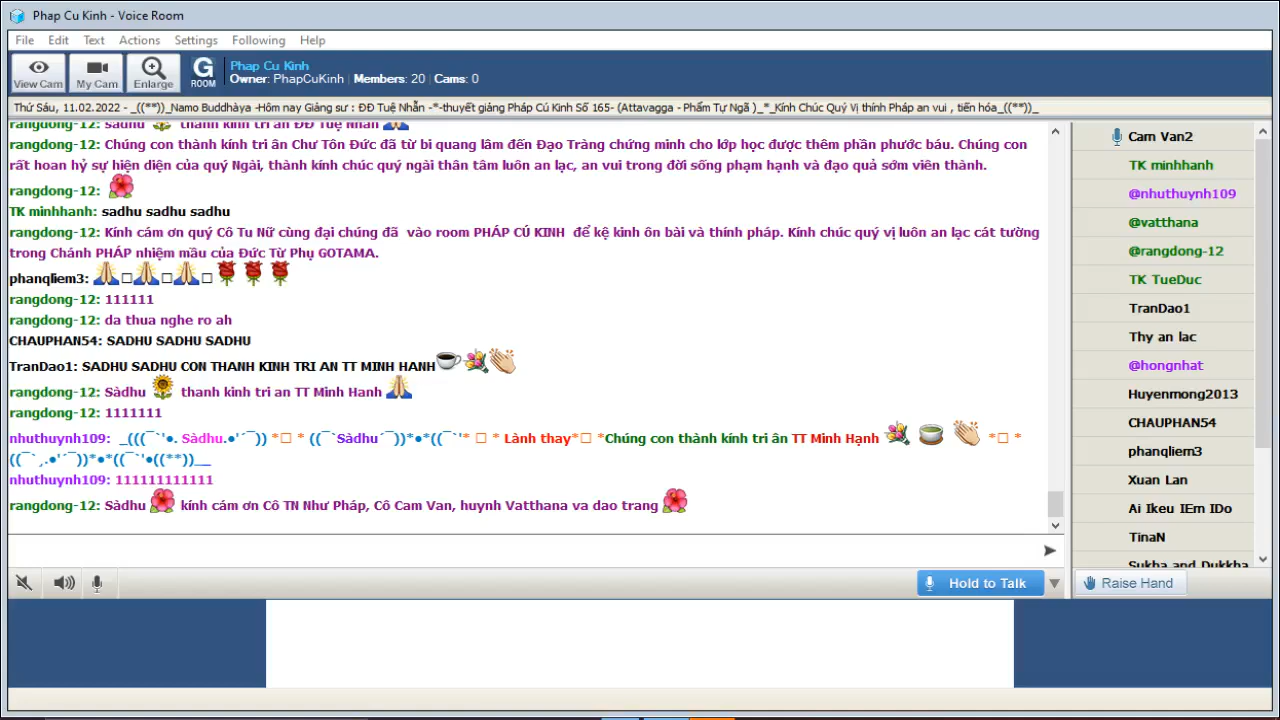 Phap Cu Kinh - Voice Room
File Edit Text Actions Settings Following Help
View Cam My Cam Enlarge G ROOM
Phap Cu Kinh
Owner: PhapCuKinh Members: 20 Cams: 0
Thứ Sáu, 11.02.2022 - _((**))_Namo Buddhàya -Hôm nay Giảng sư : ĐĐ Tuệ Nhẫn -*-thuyết giảng Pháp Cú Kinh Số 165- (Attavagga - Phẩm Tự Ngã )_*_Kính Chúc Quý Vị thính Pháp an vui , tiến hóa_((**))_
rangdong-12: sadhu thanh kinh tri an ĐĐ Tuệ Nhẫn
rangdong-12: Chúng con thành kính tri ân Chư Tôn Đức đã từ bi quang lâm đến Đạo Tràng chứng minh cho lớp học được thêm phần phước báu. Chúng con
rất hoan hỷ sự hiện diện của quý Ngài, thành kính chúc quý ngài thân tâm luôn an lạc, an vui trong đời sống phạm hạnh và đạo quả sớm viên thành.
rangdong-12:
TK minhhanh: sadhu sadhu sadhu
rangdong-12: Kính cám ơn quý Cô Tu Nữ cùng đại chúng đã vào room PHÁP CÚ KINH để kệ kinh ôn bài và thính pháp. Kính chúc quý vị luôn an lạc cát tường
trong Chánh PHÁP nhiệm mầu của Đức Từ Phụ GOTAMA.
phanqliem3:
rangdong-12: 111111
rangdong-12: da thua nghe ro ah
CHAUPHAN54: SADHU SADHU SADHU
TranDao1: SADHU SADHU CON THANH KINH TRI AN TT MINH HANH
rangdong-12: Sàdhu thanh kinh tri an TT Minh Hanh
rangdong-12: 1111111
nhuthuynh109: _(((¯`'•. Sàdhu.•'´¯)) *□ * ((¯`Sàdhu´¯))*•*((¯`'* □ * Lành thay*□ *Chúng con thành kính tri ân TT Minh Hạnh *□ *
((¯`,.•'´¯))*•*((¯`'•((**))__
nhuthuynh109: 111111111111
rangdong-12: Sàdhu kính cám ơn Cô TN Như Pháp, Cô Cam Van, huynh Vatthana va dao trang
Hold to Talk
Cam Van2
TK minhhanh
@nhuthuynh109
@vatthana
@rangdong-12
TK TueDuc
TranDao1
Thy an lac
@hongnhat
Huyenmong2013
CHAUPHAN54
phanqliem3
Xuan Lan
Ai Ikeu IEm IDo
TinaN
Sukha and Dukkha
Raise Hand